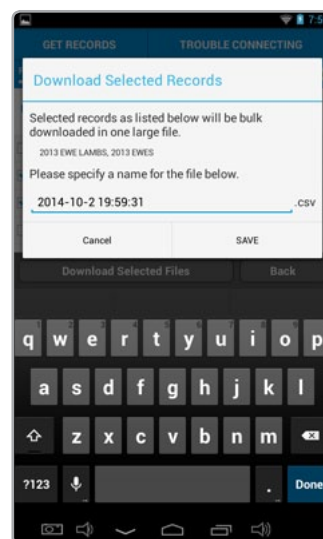 7:5
GET RECORDS TROUBLE CONNECTING
Download Selected Records
Selected records as listed below will be bulk
downloaded in one large file.
2013 EWE LAMBS, 2013 EWES
Please specify a name for the file below.
2014-10-2 19:59:31 .csv
Cancel SAVE
Download Selected Files Back
q w e r t y u i o p
a s d f g h j k l
z x c v b n m
?123 . Done